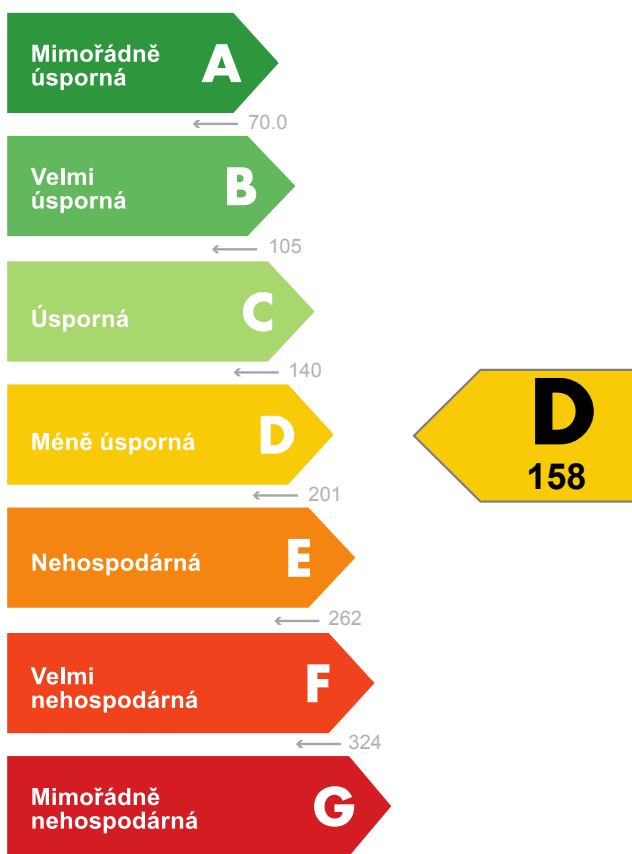 Mimořádně
úsporná
A
← 70.0
Velmi
úsporná
B
← 105
Úsporná
C
← 140
Méně úsporná
D
← 201
D
158
Nehospodárná
E
← 262
Velmi
nehospodárná
F
← 324
Mimořádně
nehospodárná
G